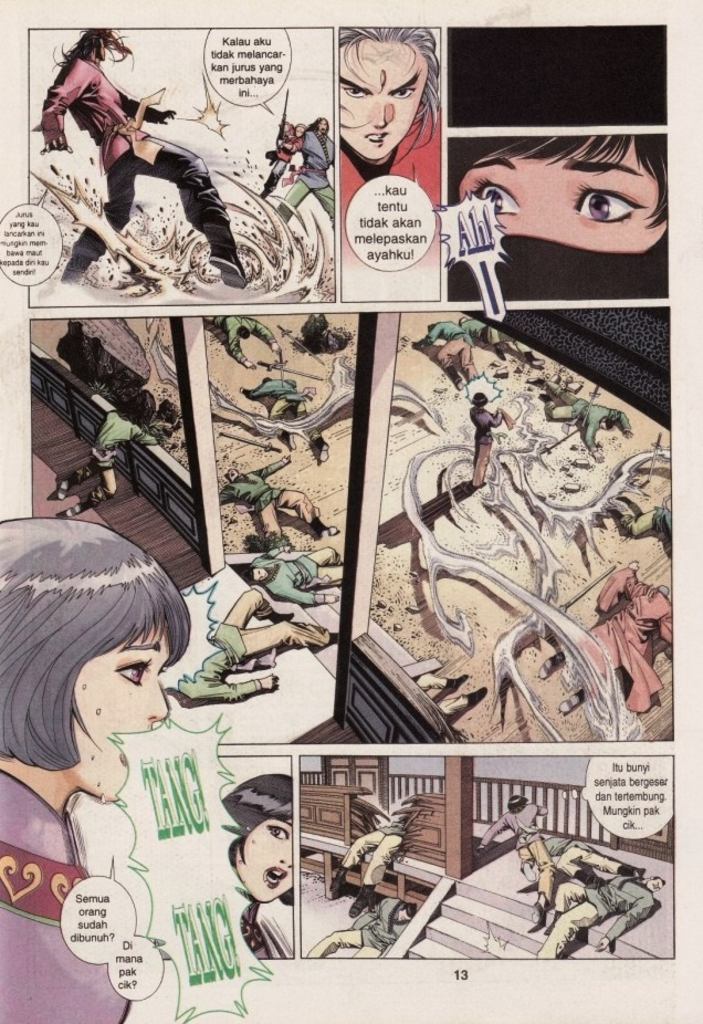 Kalau aku
tidak melancar-
kan jurus yang
merbahaya
ini...
Jurus
yang kau
lancarkan ini
mungkin mem-
bawa maut
kepada diri kau
sendiri!
...kau
tentu
tidak akan
melepaskan
ayahku!
Ah!
TANG!
TANG!
Semua
orang
sudah
dibunuh?
Di
mana
pak
cik?
Itu bunyi
senjata bergeser
dan tertembung.
Mungkin pak
cik...
13